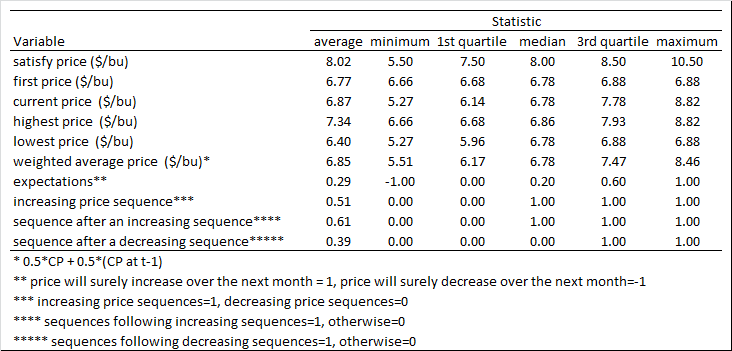 Statistic
Variable average minimum 1st quartile median 3rd quartile maximum
satisfy price ($/bu) 8.02 5.50 7.50 8.00 8.50 10.50
first price ($/bu) 6.77 6.66 6.68 6.78 6.88 6.88
current price ($/bu) 6.87 5.27 6.14 6.78 7.78 8.82
highest price ($/bu) 7.34 6.66 6.68 6.86 7.93 8.82
lowest price ($/bu) 6.40 5.27 5.96 6.78 6.88 6.88
weighted average price ($/bu)* 6.85 5.51 6.17 6.78 7.47 8.46
expectations** 0.29 -1.00 0.00 0.20 0.60 1.00
increasing price sequence*** 0.51 0.00 0.00 1.00 1.00 1.00
sequence after an increasing sequence**** 0.61 0.00 0.00 1.00 1.00 1.00
sequence after a decreasing sequence***** 0.39 0.00 0.00 0.00 1.00 1.00
* 0.5*CP + 0.5*(CP at t-1)
** price will surely increase over the next month = 1, price will surely decrease over the next month=-1
*** increasing price sequences=1, decreasing price sequences=0
**** sequences following increasing sequences=1, otherwise=0
***** sequences following decreasing sequences=1, otherwise=0